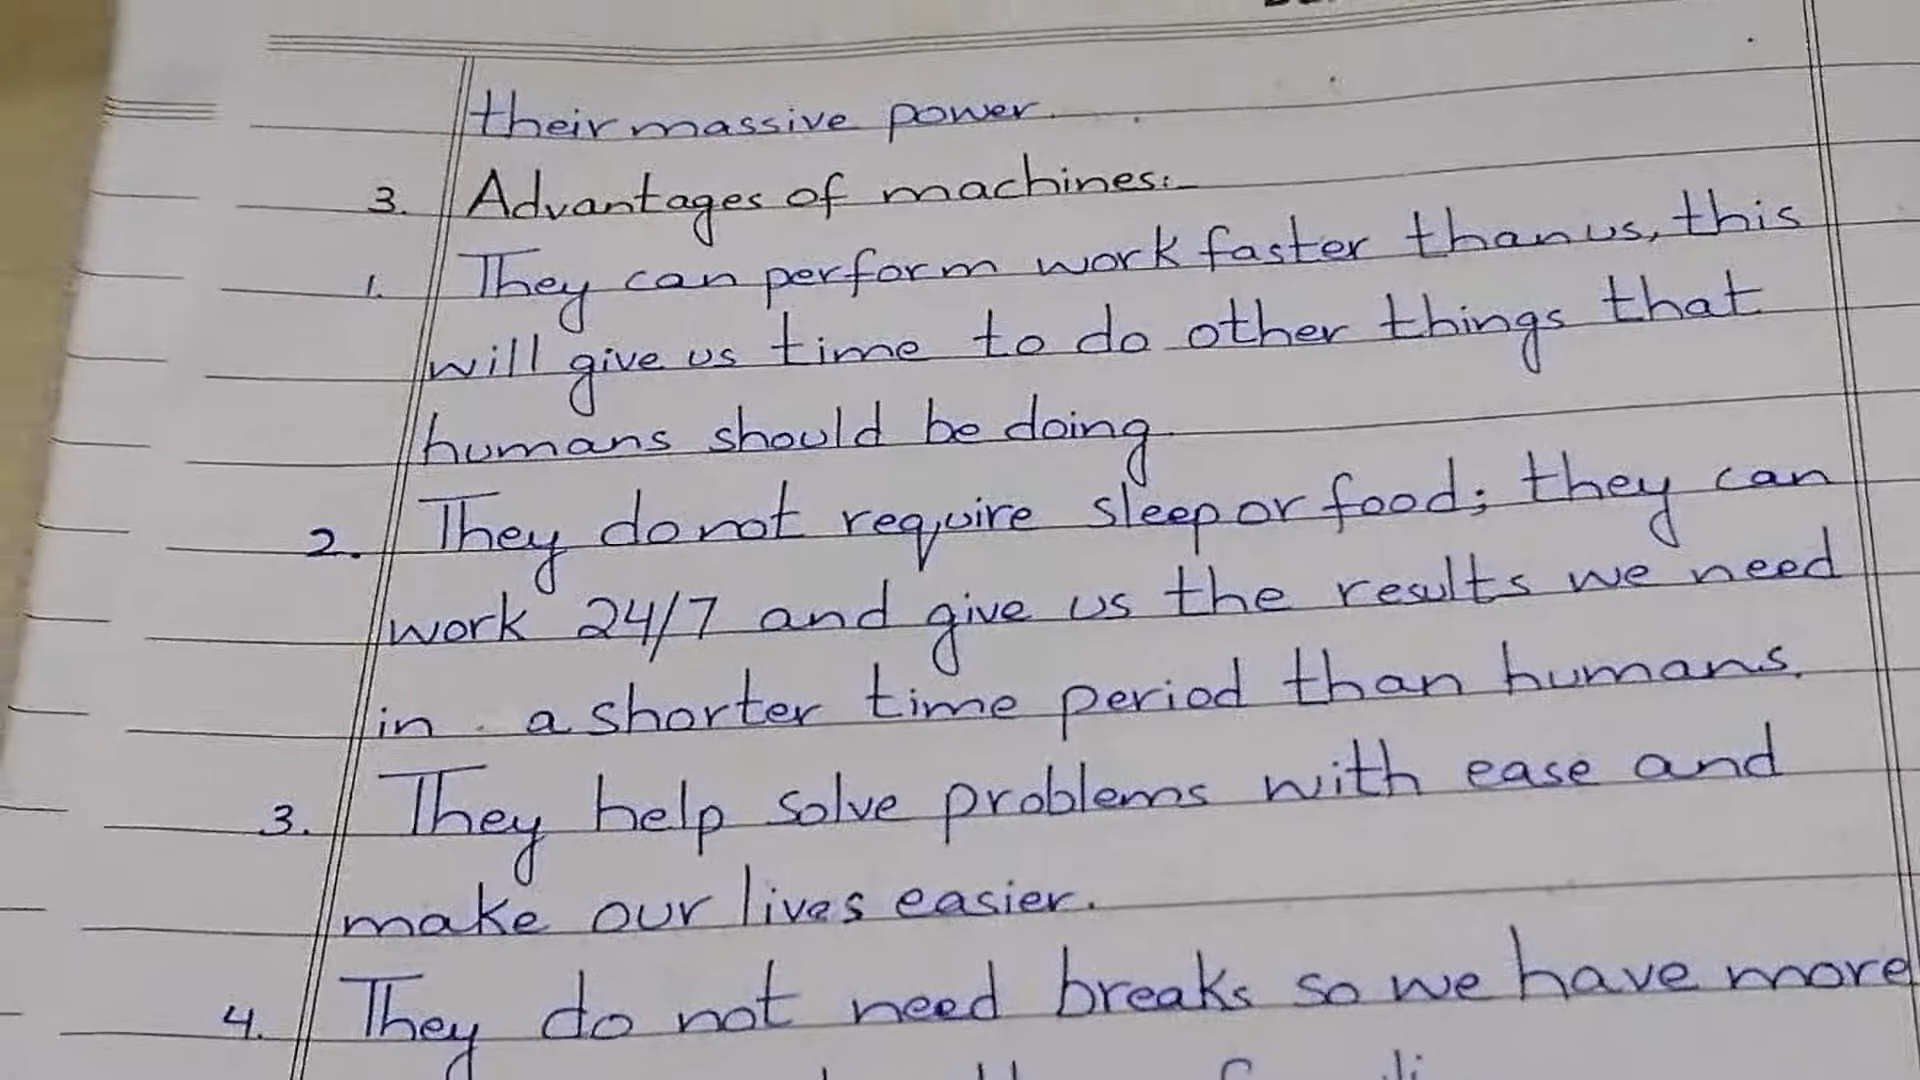 their massive power.
3. Advantages of machines:-
1. They can perform work faster than us, this
will give us time to do other things that
humans should be doing
2. They do not require sleep or food; they can
work 24/7 and give us the results we need
in a shorter time period than humans.
3. They help solve problems with ease and
make our lives easier.
4. They do not need breaks so we have more